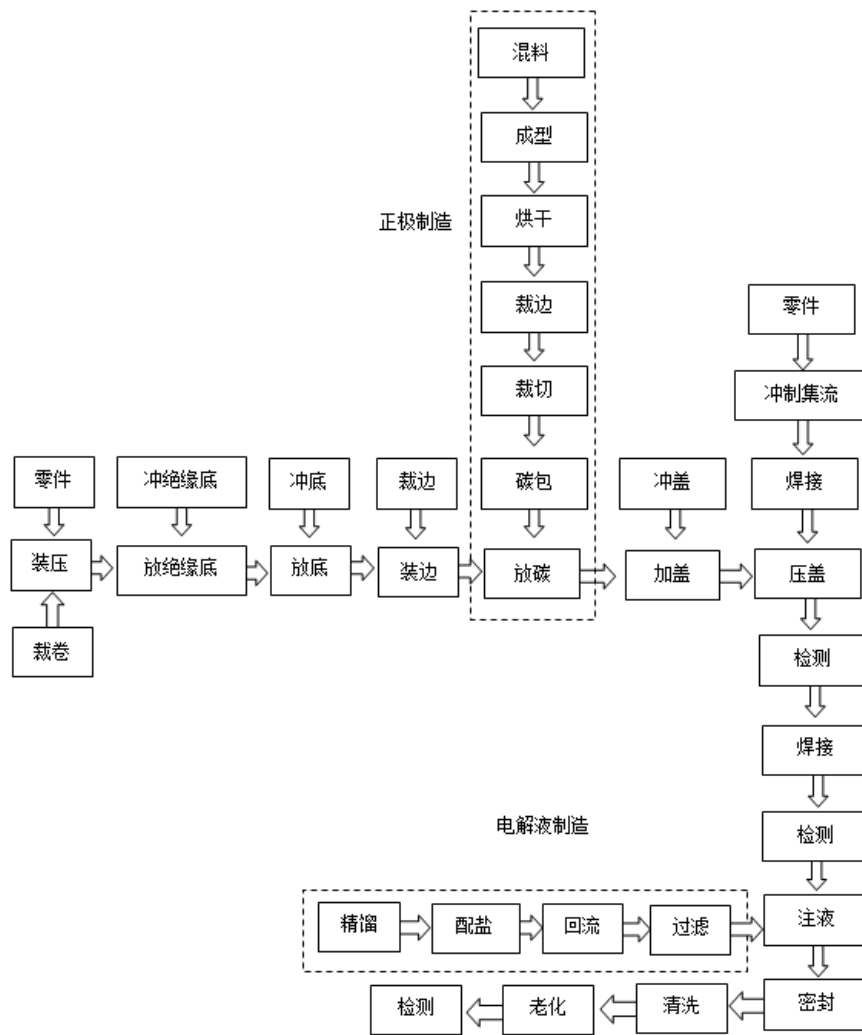 混料
成型
正极制造
烘干
裁边
零件
裁切
冲制集流
零件
冲绝缘底
冲底
裁边
碳包
冲盖
焊接
装压
放绝缘底
放底
装边
放碳
加盖
压盖
裁卷
检测
焊接
电解液制造
检测
精馏
配盐
回流
过滤
注液
检测
老化
清洗
密封